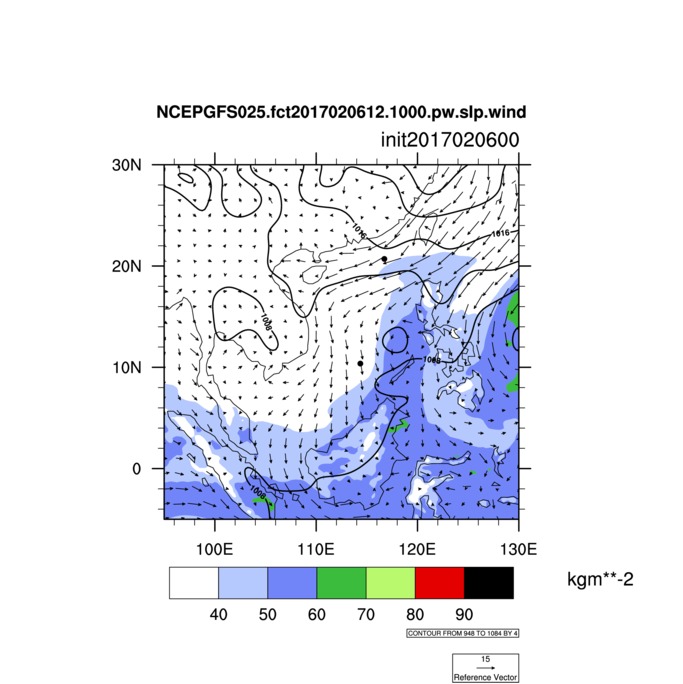 NCEPGFS025.fct2017020612.1000.pw.slp.wind
init2017020600
30N
1016
1016
20N
1008
1008
10N
0
1008
100E 110E 120E 130E
kgm**-2
40 50 60 70 80 90
CONTOUR FROM 948 TO 1084 BY 4
15
Reference Vector